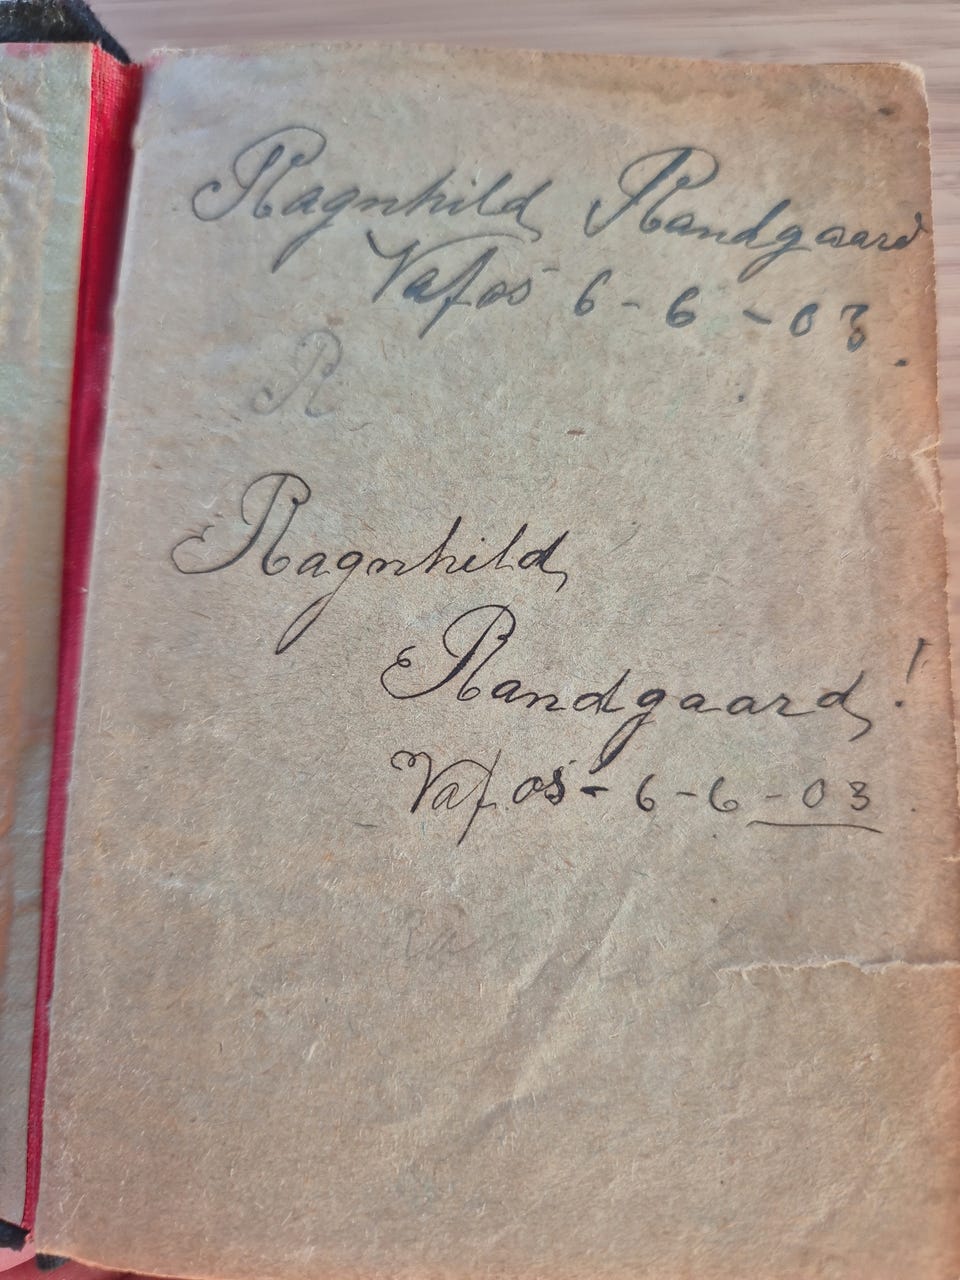 Ragnhild Randgaard
Vafos 6-6-03.
R
Ragnhild
Randgaard!
Vafos - 6-6-03